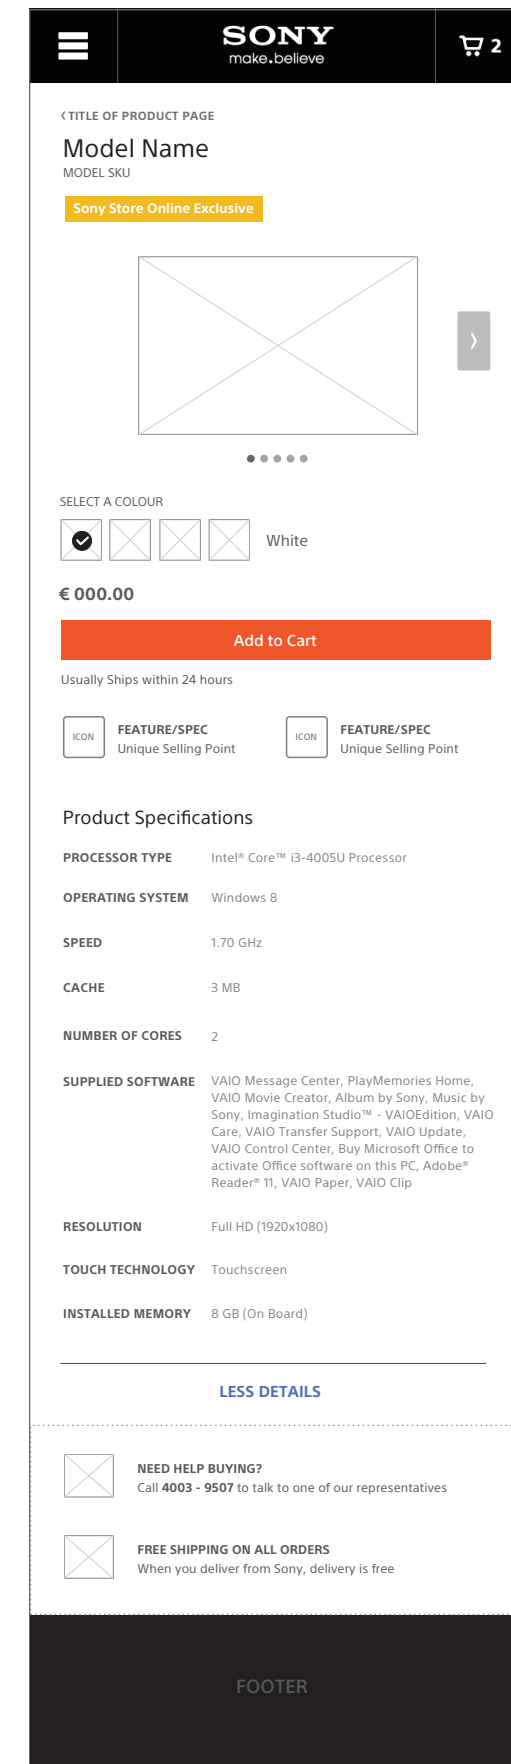 SONY
make.believe
2
TITLE OF PRODUCT PAGE
Model Name
MODEL SKU
Sony Store Online Exclusive
SELECT A COLOUR
White
€ 000.00
Add to Cart
Usually Ships within 24 hours
ICON
FEATURE/SPEC
Unique Selling Point
ICON
FEATURE/SPEC
Unique Selling Point
Product Specifications
PROCESSOR TYPE Intel® Core™ i3-4005U Processor
OPERATING SYSTEM Windows 8
SPEED 1.70 GHz
CACHE 3 MB
NUMBER OF CORES 2
SUPPLIED SOFTWARE VAIO Message Center, PlayMemories Home,
VAIO Movie Creator, Album by Sony, Music by
Sony, Imagination Studio™ - VAIOEdition, VAIO
Care, VAIO Transfer Support, VAIO Update,
VAIO Control Center, Buy Microsoft Office to
activate Office software on this PC, Adobe®
Reader® 11, VAIO Paper, VAIO Clip
RESOLUTION Full HD (1920x1080)
TOUCH TECHNOLOGY Touchscreen
INSTALLED MEMORY 8 GB (On Board)
LESS DETAILS
NEED HELP BUYING?
Call 4003 - 9507 to talk to one of our representatives
FREE SHIPPING ON ALL ORDERS
When you deliver from Sony, delivery is free
FOOTER